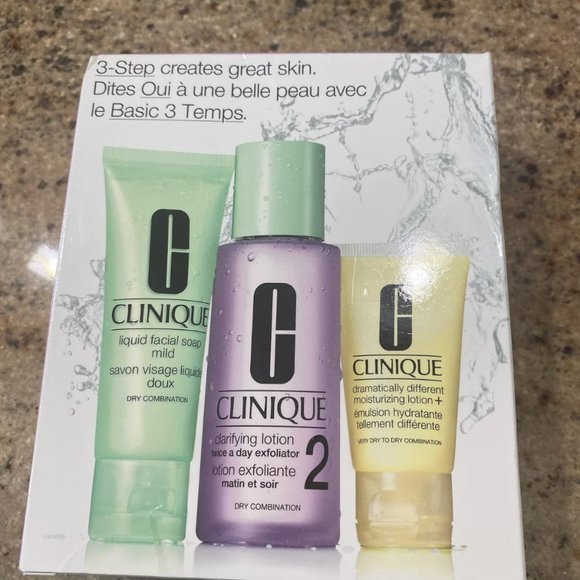 3-Step creates great skin.
Dites Oui à une belle peau avec
le Basic 3 Temps.
C
CLINIQUE
liquid facial soap
mild
savon visage liquide
doux
DRY COMBINATION
C
CLINIQUE
clarifying lotion
twice a day exfoliator
2
lotion exfoliante
matin et soir
DRY COMBINATION
C
CLINIQUE
dramatically different
moisturizing lotion+
émulsion hydratante
tellement différente
VERY DRY TO DRY COMBINATION